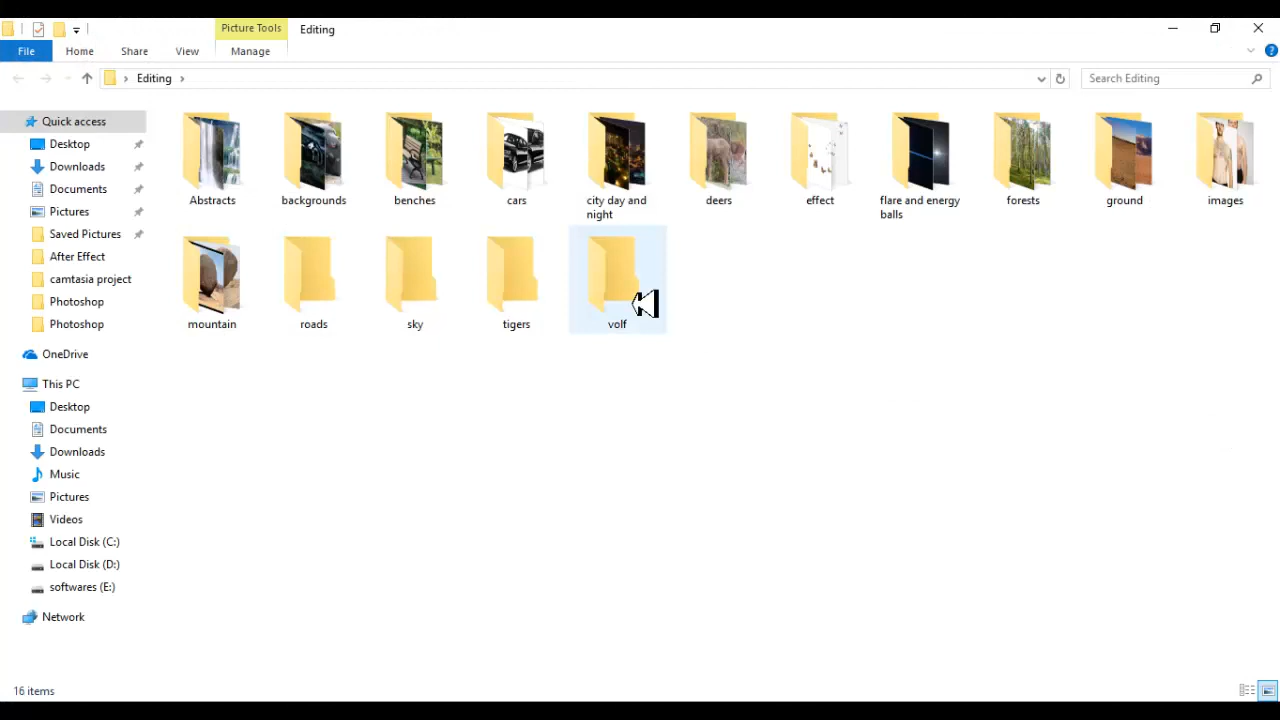 Picture Tools
Editing
File
Home
Share
View
Manage
Editing
Search Editing
Quick access
Desktop
Downloads
Documents
Pictures
Saved Pictures
After Effect
camtasia project
Photoshop
Photoshop
OneDrive
This PC
Desktop
Documents
Downloads
Music
Pictures
Videos
Local Disk (C:)
Local Disk (D:)
softwares (E:)
Network
Abstracts
backgrounds
benches
cars
city day and
night
deers
effect
flare and energy
balls
forests
ground
images
mountain
roads
sky
tigers
volf
16 items